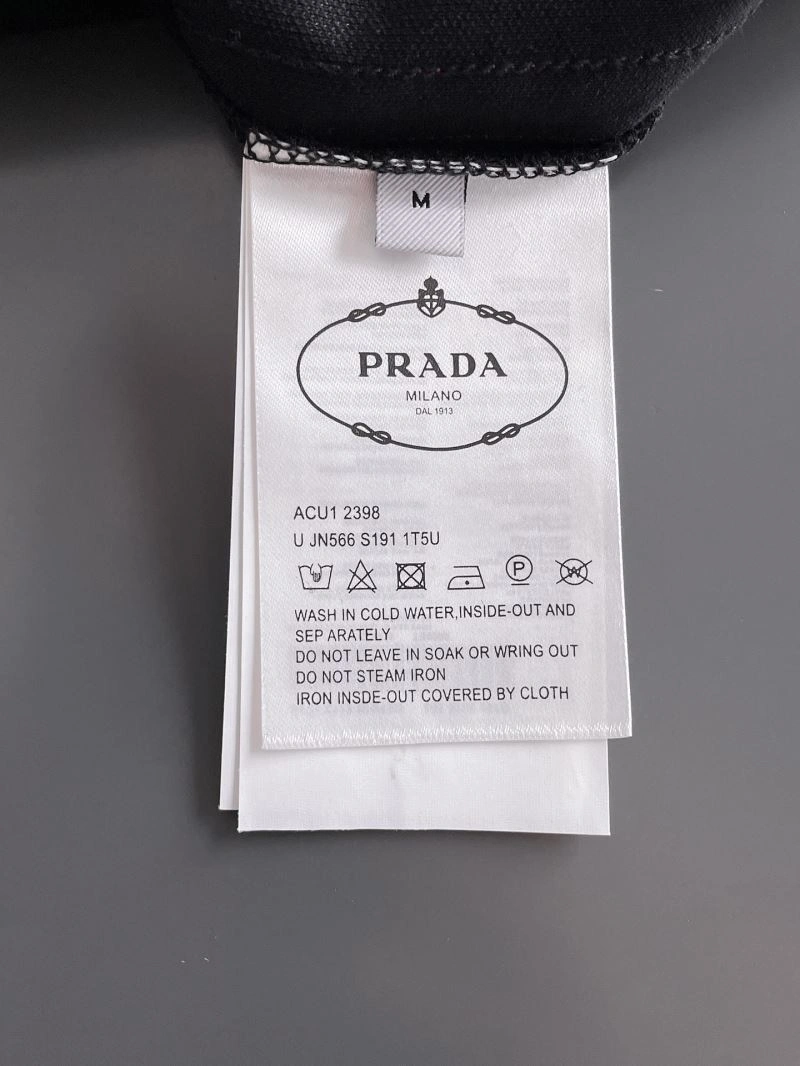 M
PRADA
MILANO
DAL 1913
ACU1 2398
U JN566 S191 1T5U
P
WASH IN COLD WATER,INSIDE-OUT AND
SEP ARATELY
DO NOT LEAVE IN SOAK OR WRING OUT
DO NOT STEAM IRON
IRON INSDE-OUT COVERED BY CLOTH